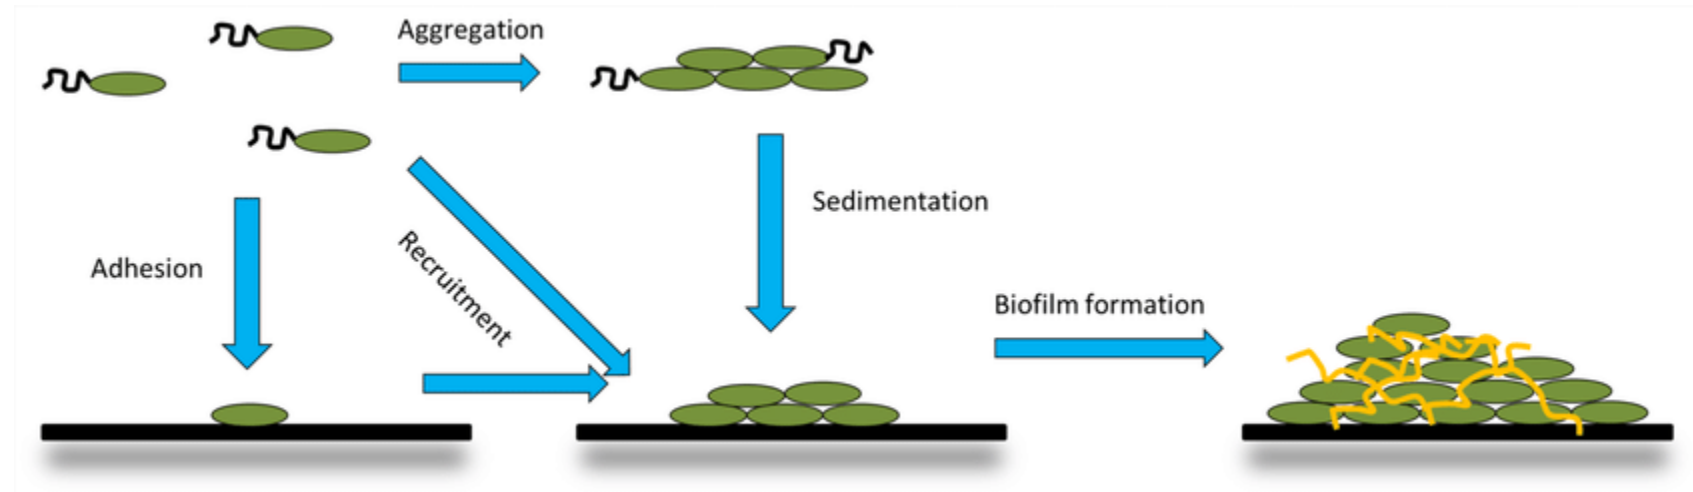 Aggregation
Sedimentation
Adhesion
Recruitment
Biofilm formation